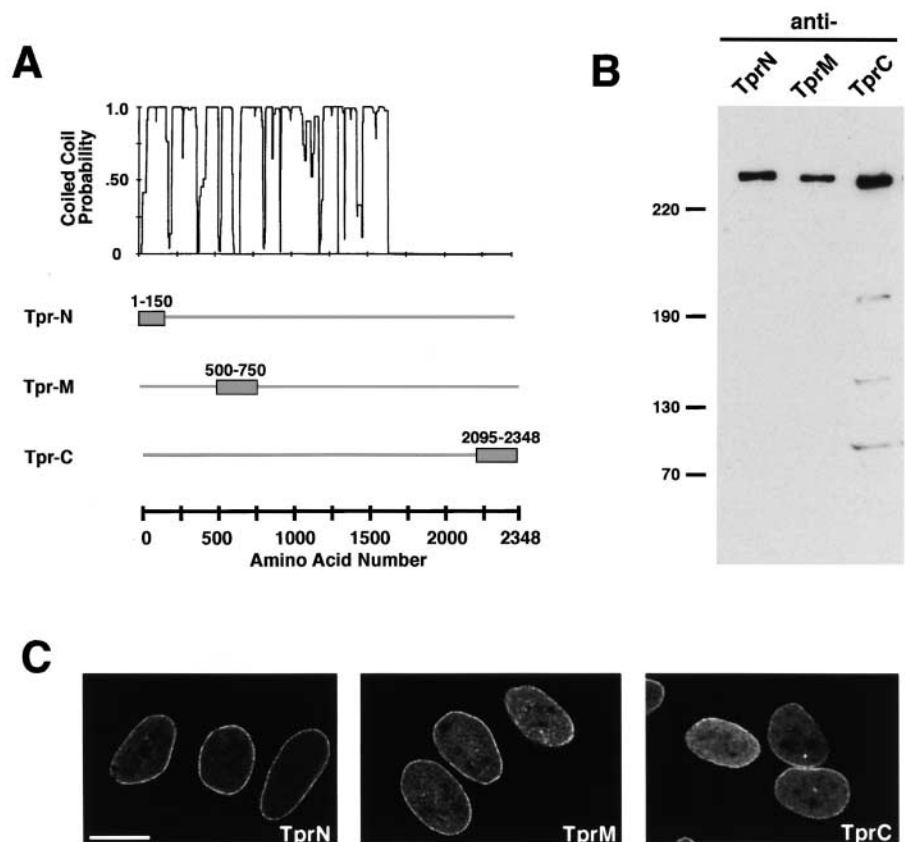 A
1.0
.50
0
Coiled Coil
Probability
1-150
Tpr-N
500-750
Tpr-M
2095-2348
Tpr-C
0 500 1000 1500 2000 2348
Amino Acid Number
anti-
B
TprN TprM TprC
220
190
130
70
C
TprN TprM TprC